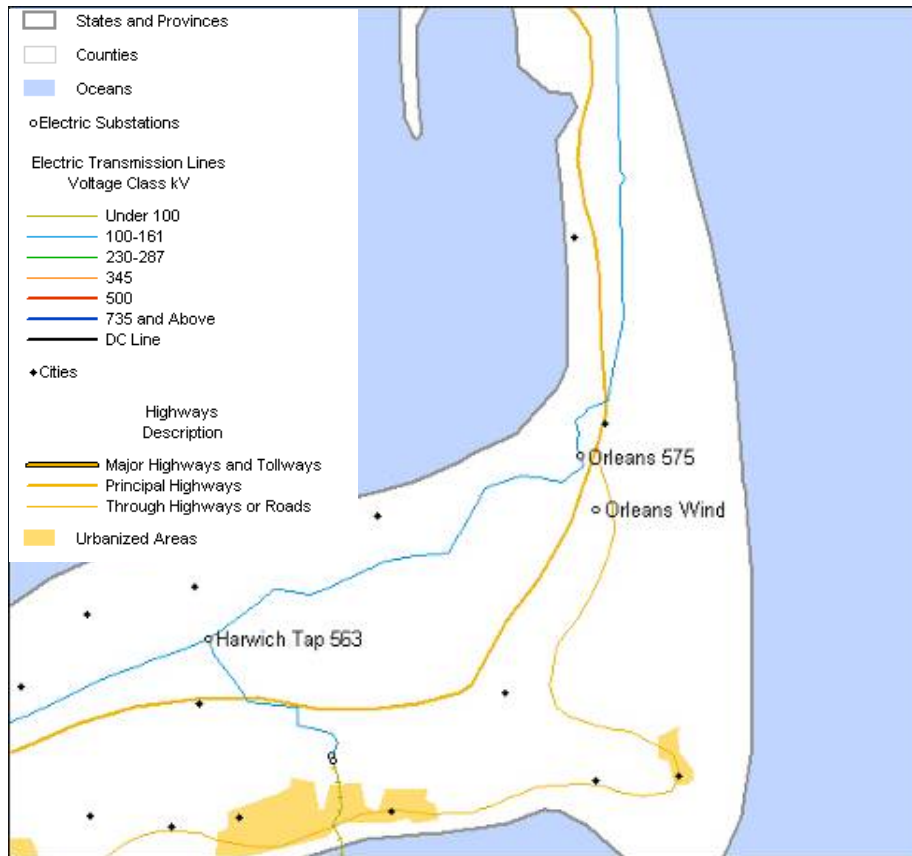 States and Provinces
Counties
Oceans
Electric Substations
Electric Transmission Lines
Voltage Class kV
Under 100
100-161
230-287
345
500
735 and Above
DC Line
Cities
Highways
Description
Major Highways and Tollways
Principal Highways
Through Highways or Roads
Urbanized Areas
Orleans 575
Orleans Wind
Harwich Tap 563